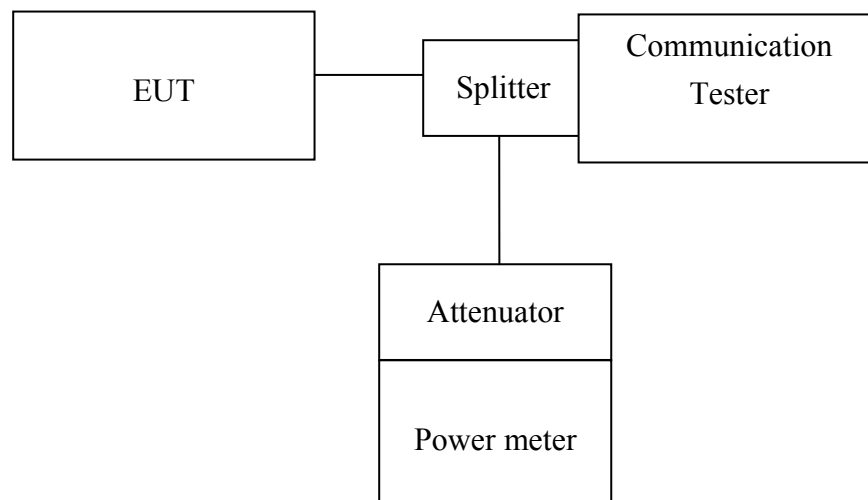 EUT
Splitter
Communication
Tester
Attenuator
Power meter